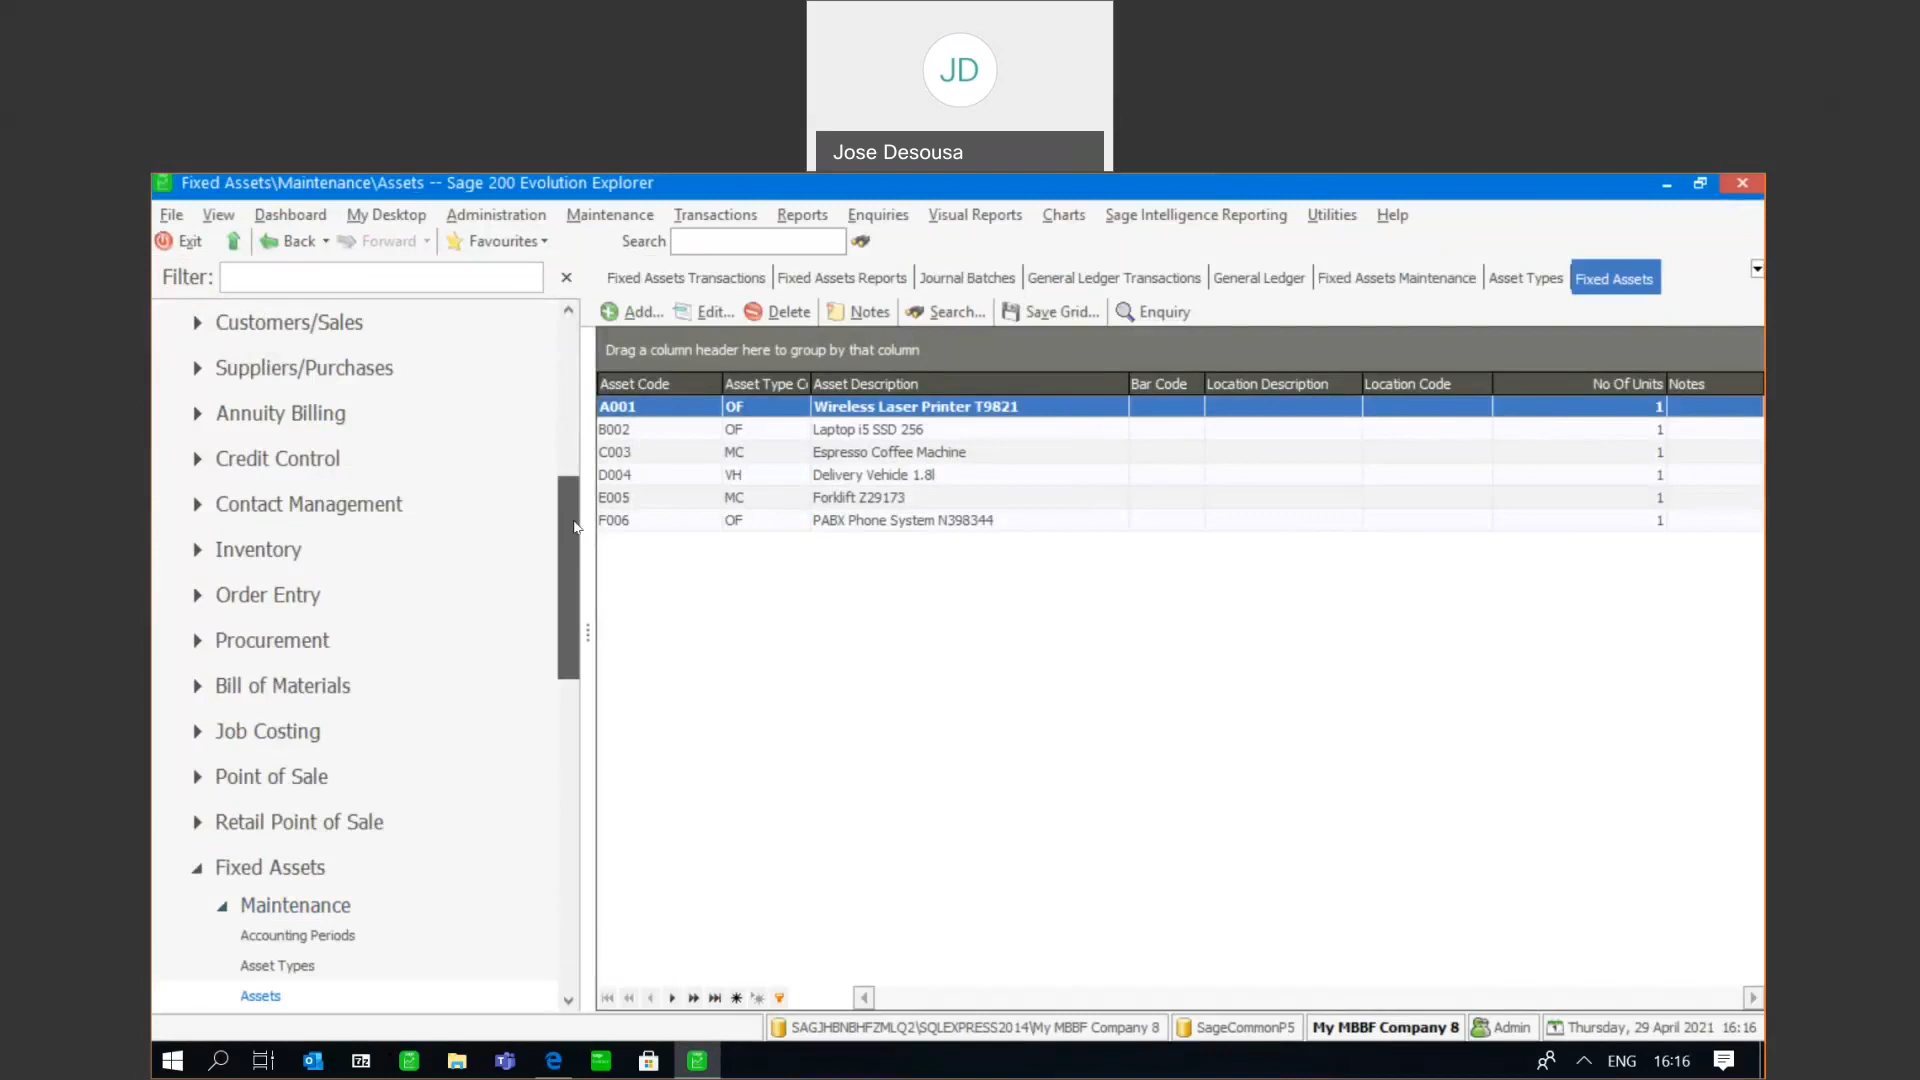 JD
Jose Desousa
Fixed Assets\Maintenance\Assets -- Sage 200 Evolution Explorer
File View Dashboard My Desktop Administration Maintenance Transactions Reports Enquiries Visual Reports Charts Sage Intelligence Reporting Utilities Help
Exit Back Forward Favourites Search
Filter:
Fixed Assets Transactions Fixed Assets Reports Journal Batches General Ledger Transactions General Ledger Fixed Assets Maintenance Asset Types Fixed Assets
Add... Edit... Delete Notes Search... Save Grid... Enquiry
Drag a column header here to group by that column
Asset Code Asset Type C Asset Description Bar Code Location Description Location Code No Of Units Notes
A001 OF Wireless Laser Printer T9821 1
B002 OF Laptop i5 SSD 256 1
C003 MC Espresso Coffee Machine 1
D004 VH Delivery Vehicle 1.8l 1
E005 MC Forklift Z29173 1
F006 OF PABX Phone System N398344 1
Customers/Sales
Suppliers/Purchases
Annuity Billing
Credit Control
Contact Management
Inventory
Order Entry
Procurement
Bill of Materials
Job Costing
Point of Sale
Retail Point of Sale
Fixed Assets
Maintenance
Accounting Periods
Asset Types
Assets
SAGJHBNBHFZMLQ2\SQLEXPRESS2014\My MBBF Company 8 SageCommonP5 My MBBF Company 8 Admin Thursday, 29 April 2021 16:16
7z ENG 16:16